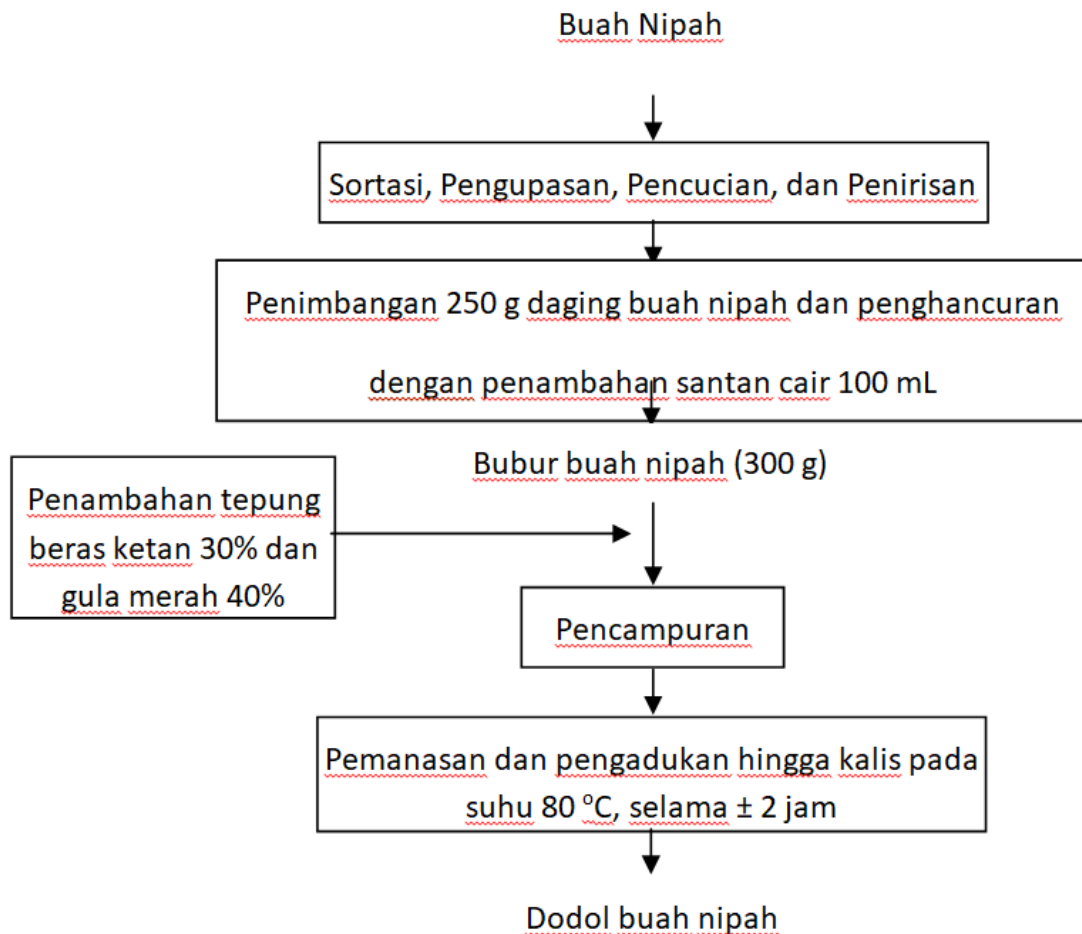 Buah Nipah
Sortasi, Pengupasan, Pencucian, dan Penirisan
Penimbangan 250 g daging buah nipah dan penghancuran
dengan penambahan santan cair 100 mL
Bubur buah nipah (300 g)
Penambahan tepung
beras ketan 30% dan
gula merah 40%
Pencampuran
Pemanasan dan pengadukan hingga kalis pada
suhu 80 °C, selama ± 2 jam
Dodol buah nipah